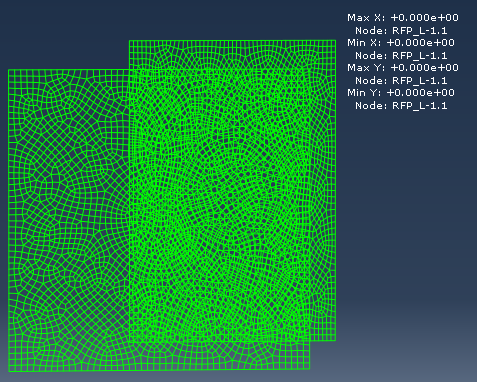 Max X: +0.000e+00
Node: RFP_L-1.1
Min X: +0.000e+00
Node: RFP_L-1.1
Max Y: +0.000e+00
Node: RFP_L-1.1
Min Y: +0.000e+00
Node: RFP_L-1.1